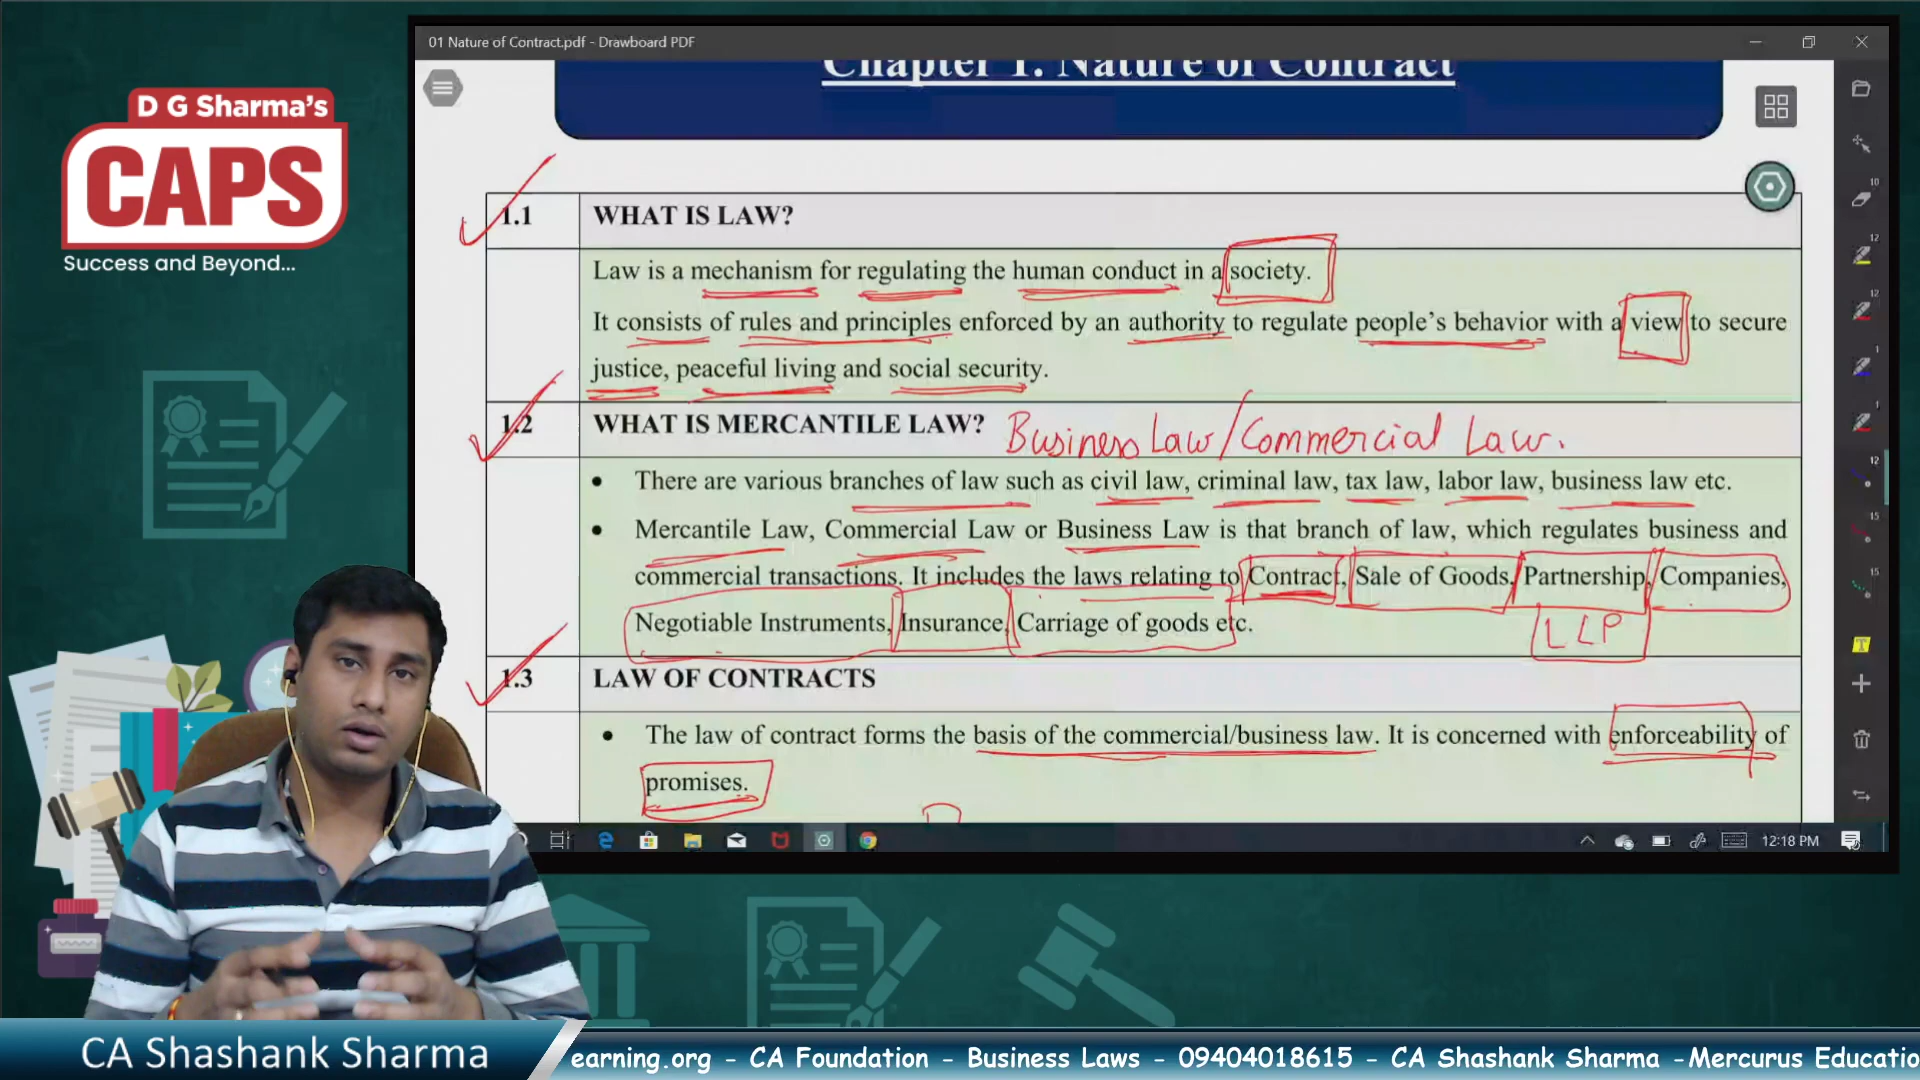 01 Nature of Contract.pdf - Drawboard PDF
Chapter 1. Nature of Contract
D G Sharma's
CAPS
Success and Beyond...
1.1 WHAT IS LAW?
Law is a mechanism for regulating the human conduct in a society.
It consists of rules and principles enforced by an authority to regulate people's behavior with a view to secure
justice, peaceful living and social security.
1.2 WHAT IS MERCANTILE LAW? Business Law/Commercial Law.
• There are various branches of law such as civil law, criminal law, tax law, labor law, business law etc.
• Mercantile Law, Commercial Law or Business Law is that branch of law, which regulates business and
commercial transactions. It includes the laws relating to Contract, Sale of Goods, Partnership, Companies,
Negotiable Instruments, Insurance, Carriage of goods etc.
LLP
1.3 LAW OF CONTRACTS
• The law of contract forms the basis of the commercial/business law. It is concerned with enforceability of
promises.
10
12
12
1
1
12
15
15
T
12:18 PM
CA Shashank Sharma
earning.org - CA Foundation - Business Laws - 09404018615 - CA Shashank Sharma -Mercurus Educatio